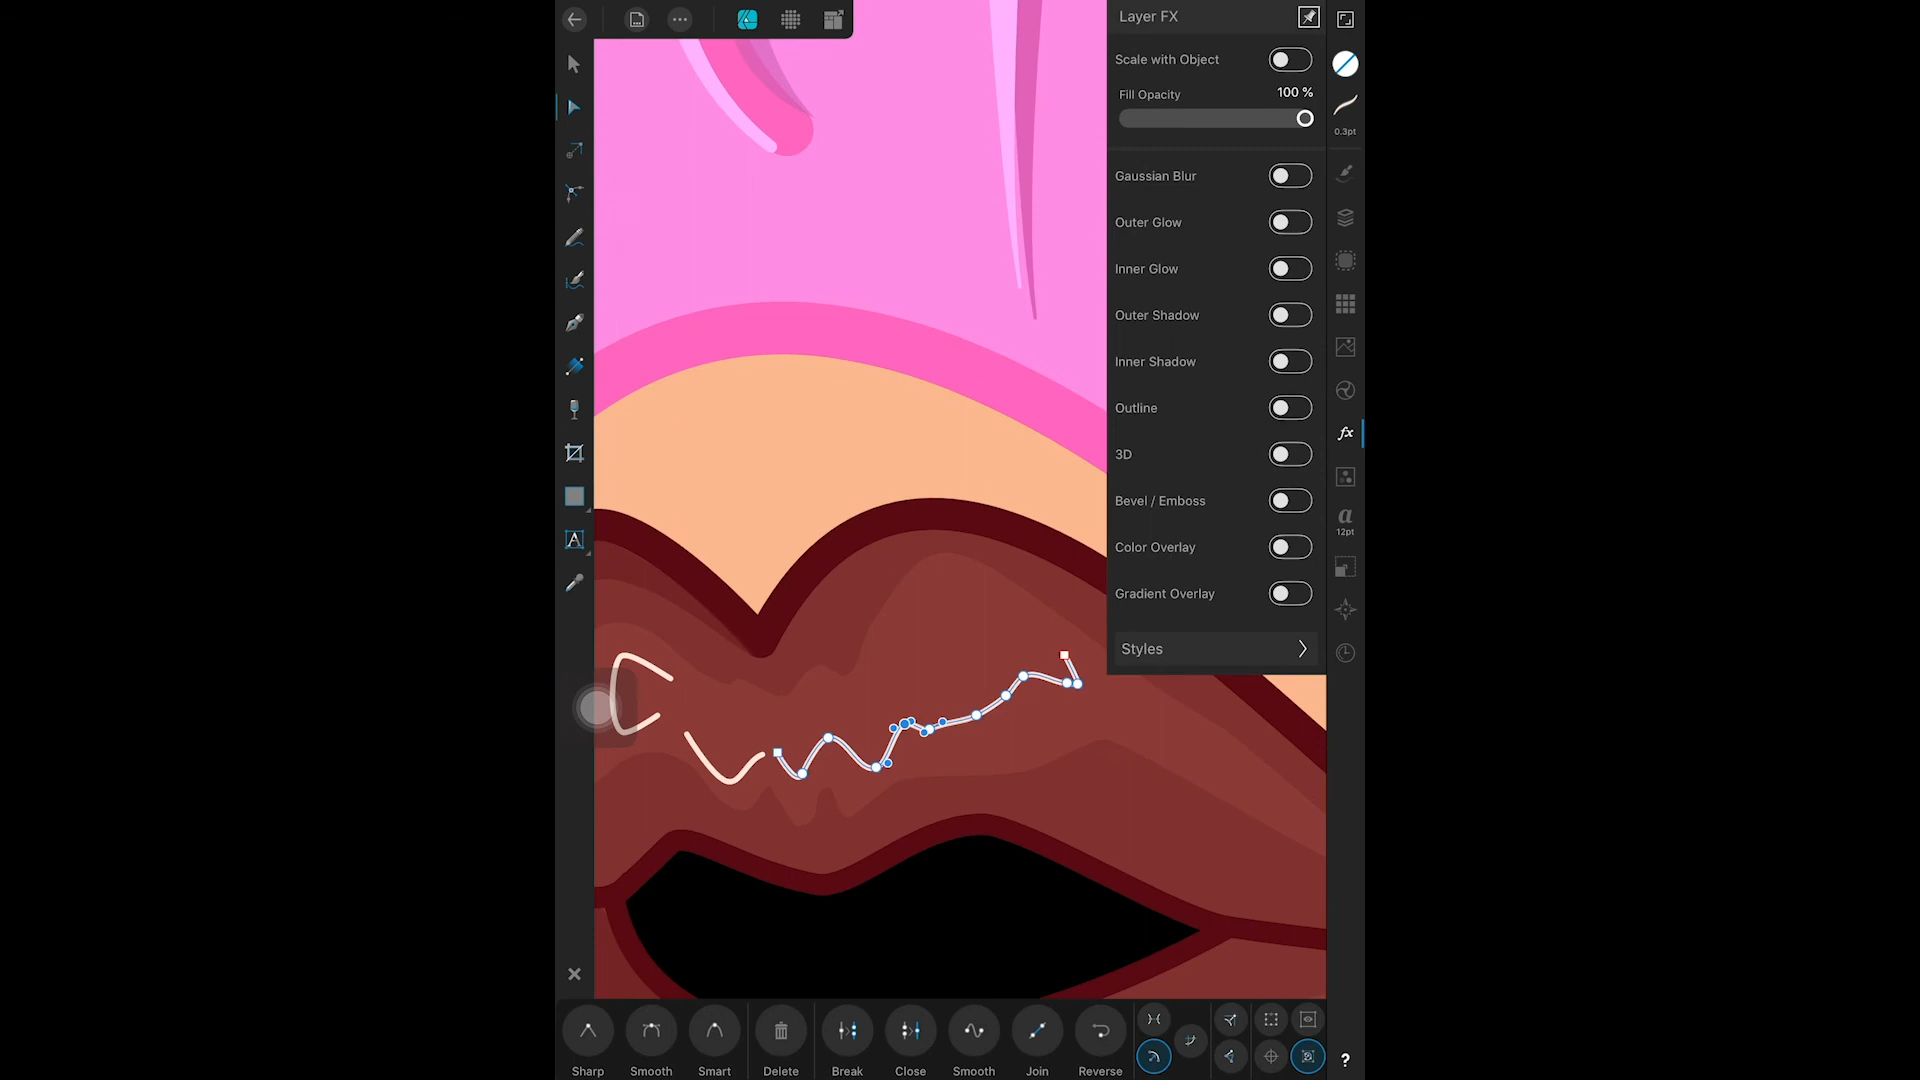 Layer FX
Scale with Object
Fill Opacity 100 %
0.3pt
Gaussian Blur
Outer Glow
Inner Glow
Outer Shadow
Inner Shadow
Outline
fx
3D
Bevel / Emboss
a
12pt
A
Color Overlay
Gradient Overlay
Styles
Sharp Smooth Smart Delete Break Close Smooth Join Reverse ?